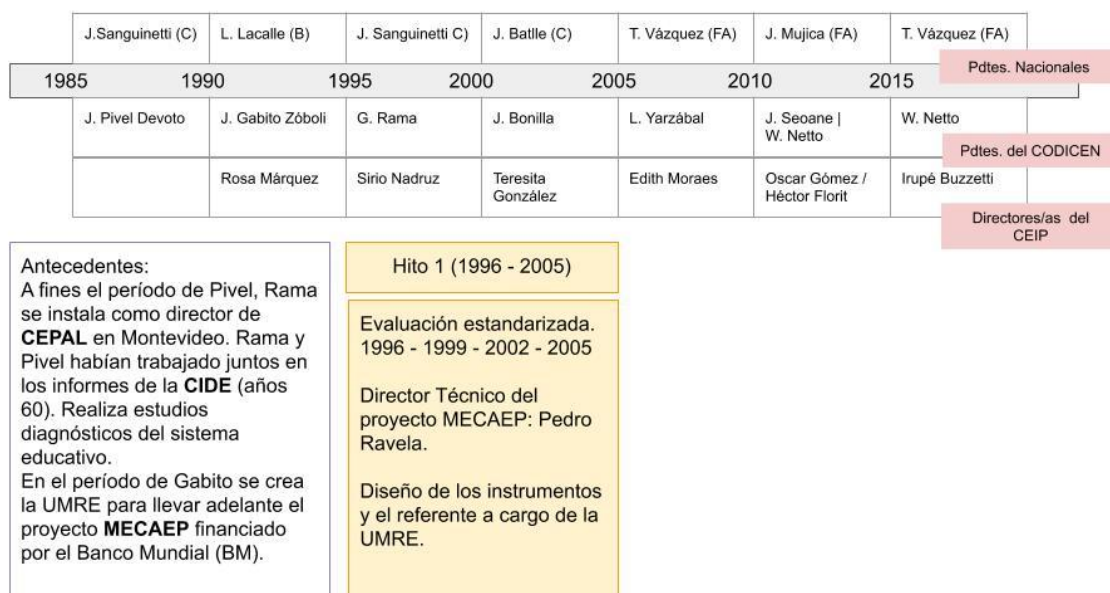 J.Sanguinetti (C) L. Lacalle (B) J. Sanguinetti C) J. Batlle (C) T. Vázquez (FA) J. Mujica (FA) T. Vázquez (FA)
Pdtes. Nacionales
1985 1990 1995 2000 2005 2010 2015
J. Pivel Devoto J. Gabito Zóboli G. Rama J. Bonilla L. Yarzábal J. Seoane | W. Netto
W. Netto
Pdtes. del CODICEN
Rosa Márquez Sirio Nadruz Teresita Edith Moraes Oscar Gómez / Irupé Buzzetti
González Héctor Florit
Directores/as del
CEIP
Antecedentes:
A fines el período de Pivel, Rama
se instala como director de
CEPAL en Montevideo. Rama y
Pivel habían trabajado juntos en
los informes de la CIDE (años
60). Realiza estudios
diagnósticos del sistema
educativo.
En el período de Gabito se crea
la UMRE para llevar adelante el
proyecto MECAEP financiado
por el Banco Mundial (BM).
Hito 1 (1996 - 2005)
Evaluación estandarizada.
1996 - 1999 - 2002 - 2005
Director Técnico del
proyecto MECAEP: Pedro
Ravela.
Diseño de los instrumentos
y el referente a cargo de la
UMRE.